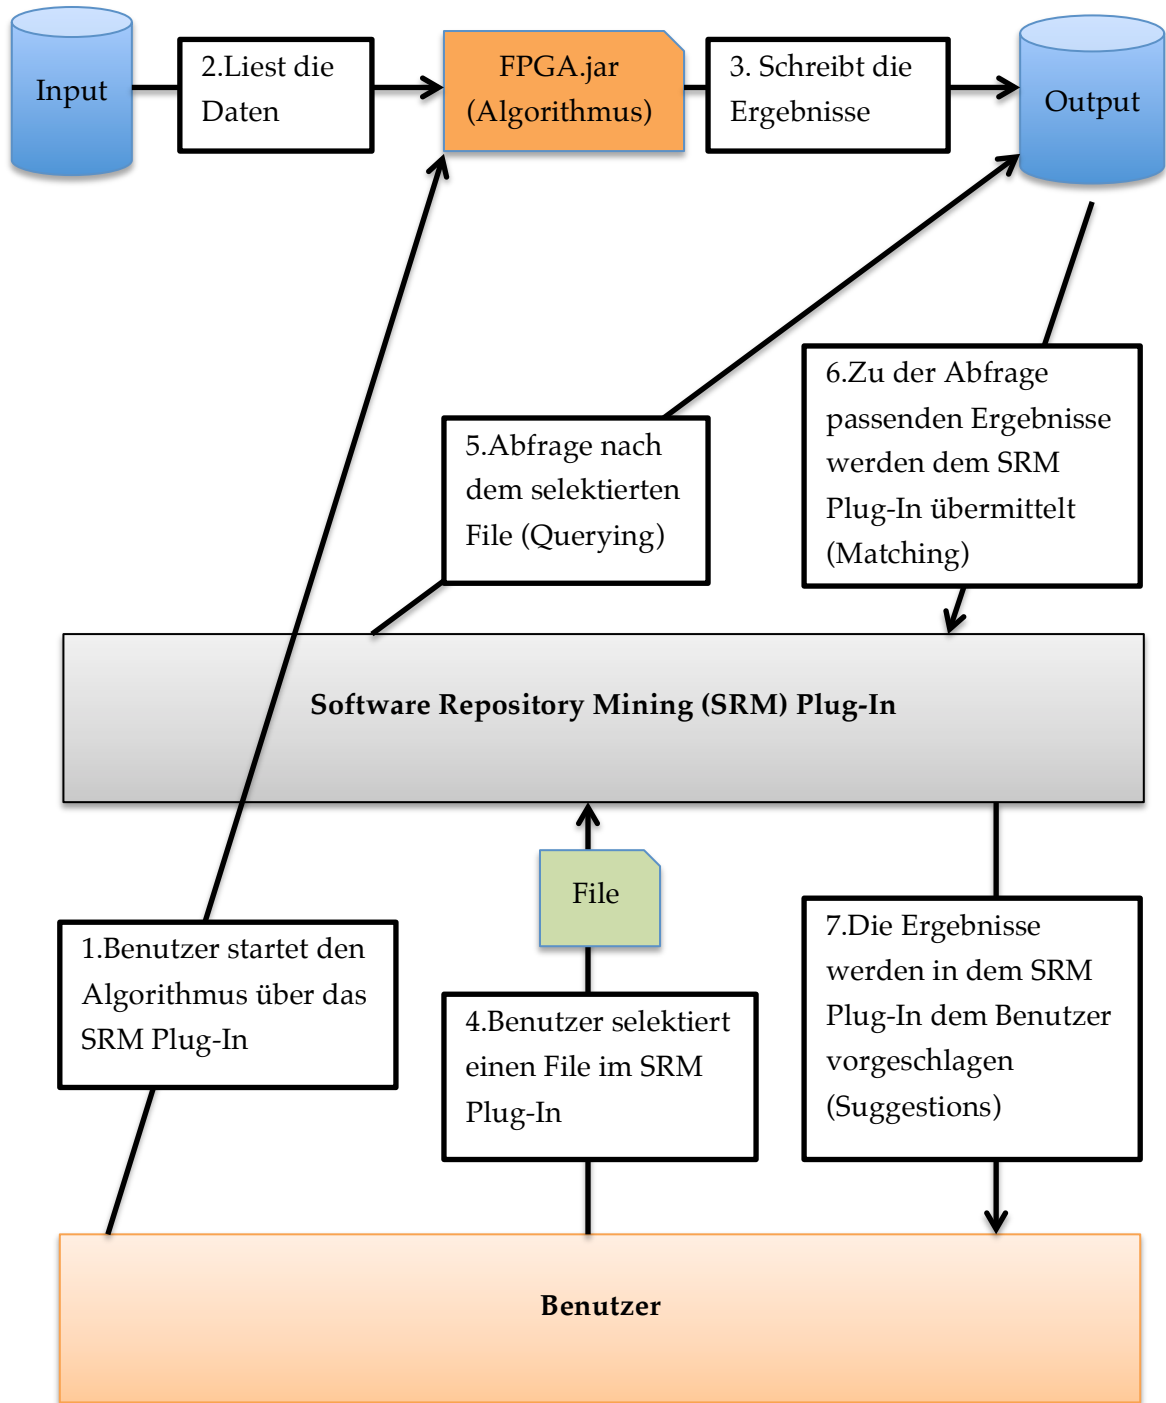 Input
2.Liest die
Daten
FPGA.jar
(Algorithmus)
3. Schreibt die
Ergebnisse
Output
6.Zu der Abfrage
passenden Ergebnisse
werden dem SRM
Plug-In übermittelt
(Matching)
5.Abfrage nach
dem selektierten
File (Querying)
Software Repository Mining (SRM) Plug-In
File
1.Benutzer startet den
Algorithmus über das
SRM Plug-In
4.Benutzer selektiert
einen File im SRM
Plug-In
7.Die Ergebnisse
werden in dem SRM
Plug-In dem Benutzer
vorgeschlagen
(Suggestions)
Benutzer